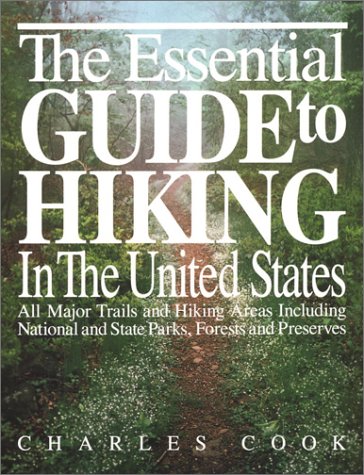 The Essential
GUIDE to
HIKING
In The United States
All Major Trails and Hiking Areas Including
National and State Parks, Forests and Preserves
CHARLES COOK